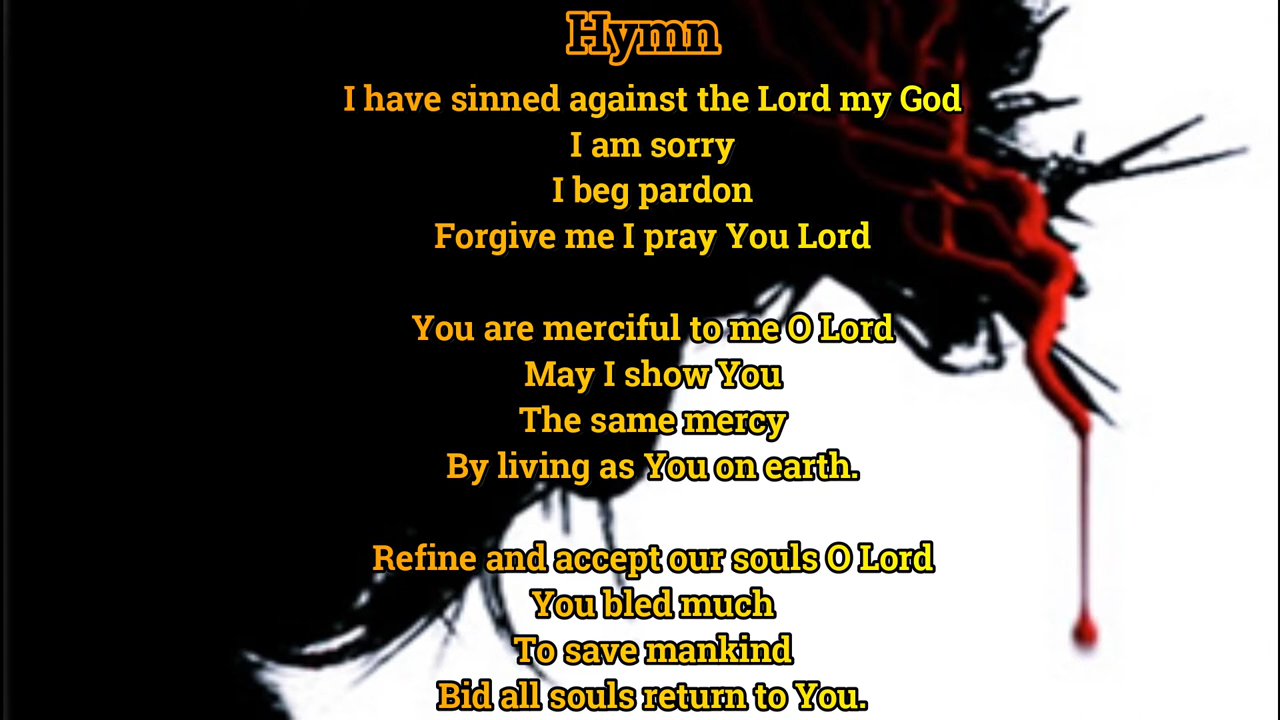 Hymn
I have sinned against the Lord my God
I am sorry
I beg pardon
Forgive me I pray You Lord
You are merciful to me O Lord
May I show You
The same mercy
By living as You on earth.
Refine and accept our souls O Lord
You bled much
To save mankind
Bid all souls return to You.